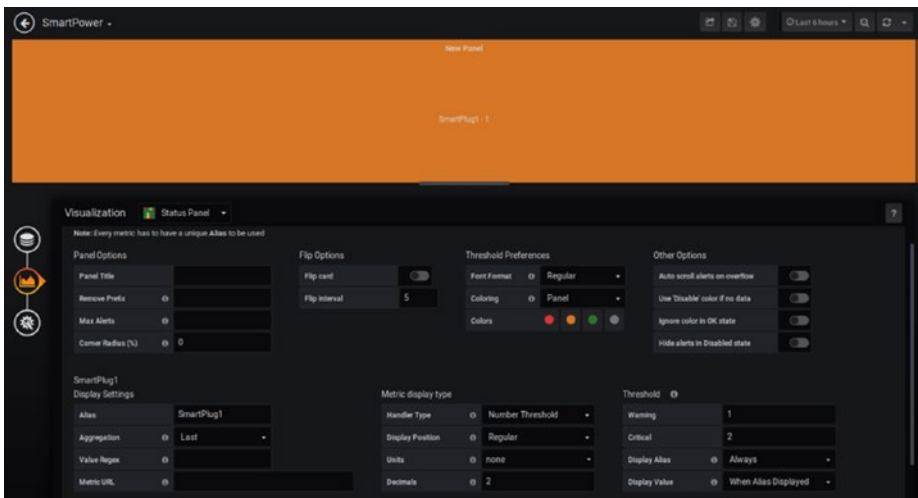 SmartPower
Last 6 hours
New Panel
SmartPlug1 - 1
Visualization Status Panel ?
Note: Every metric has to have a unique Alias to be used
Panel Options
Panel Title
Remove Prefix
Max Alerts
Corner Radius (%) 0
Flip Options
Flip card
Flip interval 5
Threshold Preferences
Font Format Regular
Coloring Panel
Colors
Other Options
Auto scroll alerts on overflow
Use 'Disable' color if no data
Ignore color in OK state
Hide alerts in Disabled state
SmartPlug1
Display Settings
Alias SmartPlug1
Aggregation Last
Value Regex
Metric URL
Metric display type
Handler Type Number Threshold
Display Position Regular
Units none
Decimals 2
Threshold
Warning 1
Critical 2
Display Alias Always
Display Value When Alias Displayed